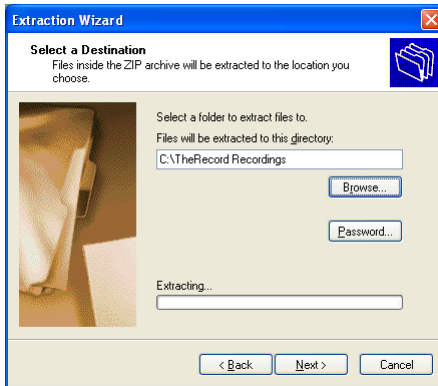 Extraction Wizard
Select a Destination
Files inside the ZIP archive will be extracted to the location you
choose.
Select a folder to extract files to.
Files will be extracted to this directory:
C:\TheRecord Recordings
Browse...
Password...
Extracting...
< Back
Next >
Cancel